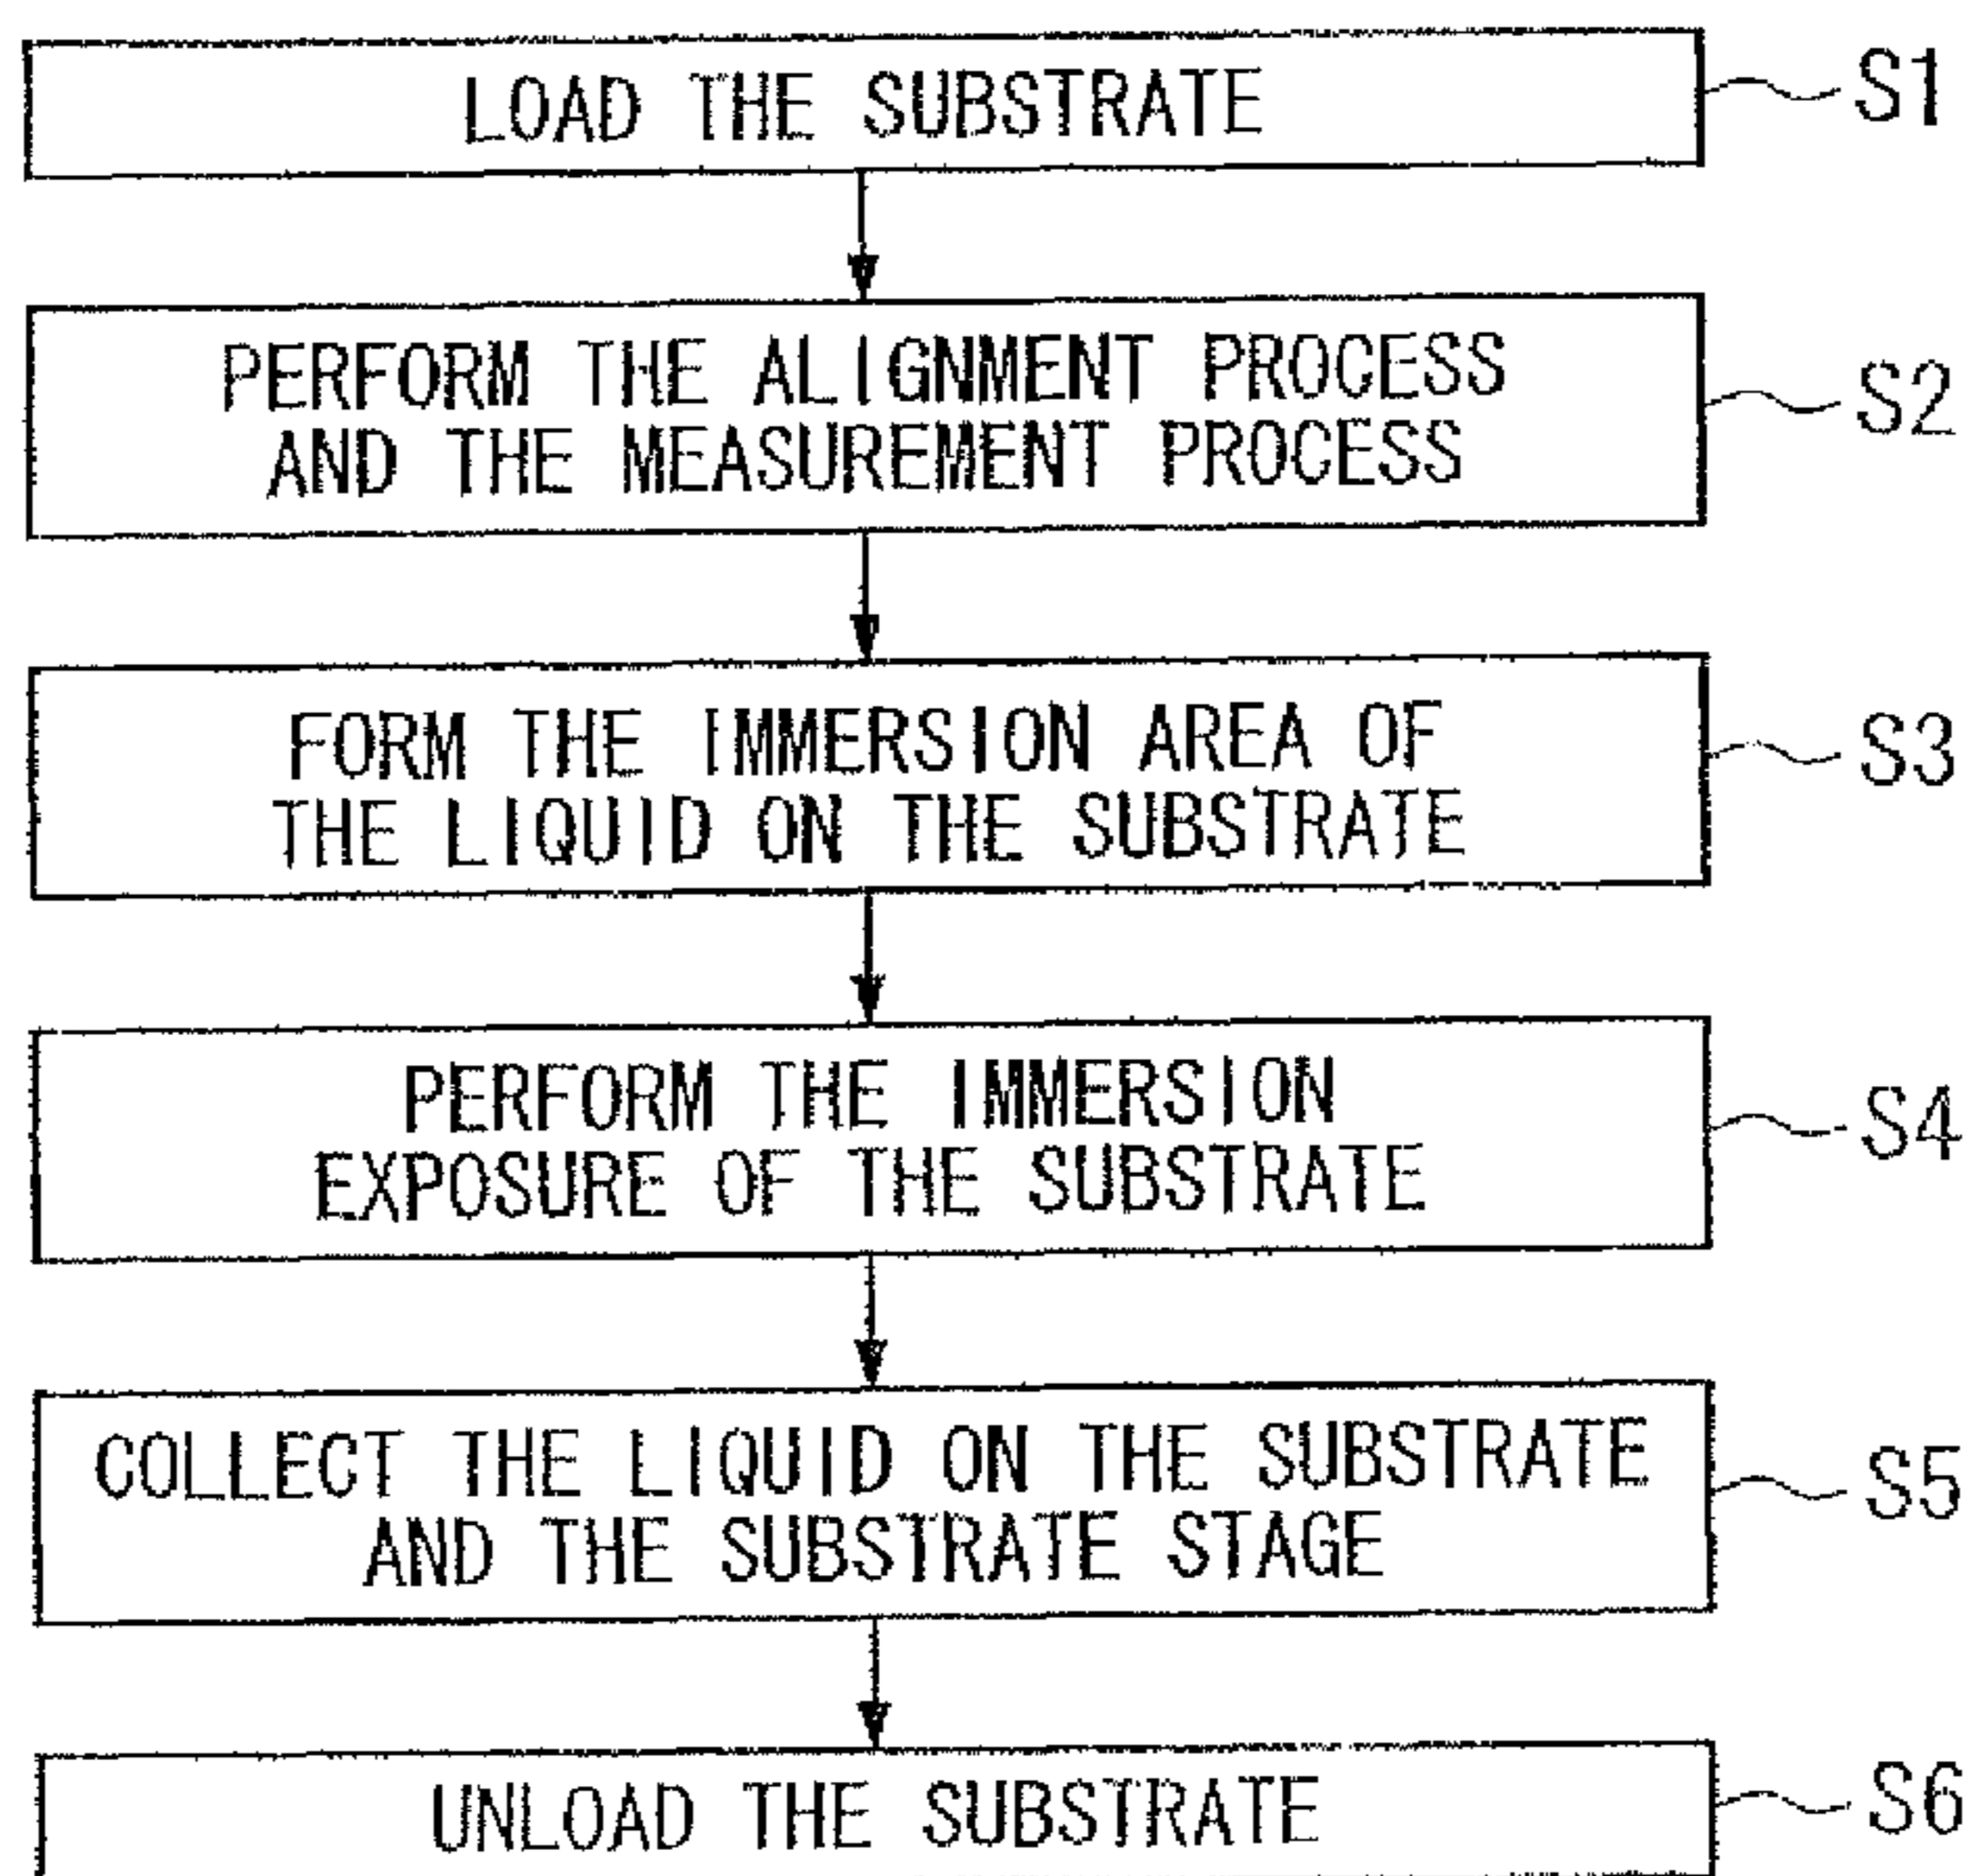 LOAD THE SUBSTRATE
S1
PERFORM THE ALIGNMENT PROCESS
AND THE MEASUREMENT PROCESS
S2
FORM THE IMMERSION AREA OF
THE LIQUID ON THE SUBSTRATE
S3
PERFORM THE IMMERSION
EXPOSURE OF THE SUBSTRATE
S4
COLLECT THE LIQUID ON THE SUBSTRATE
AND THE SUBSTRATE STAGE
S5
UNLOAD THE SUBSTRATE
S6